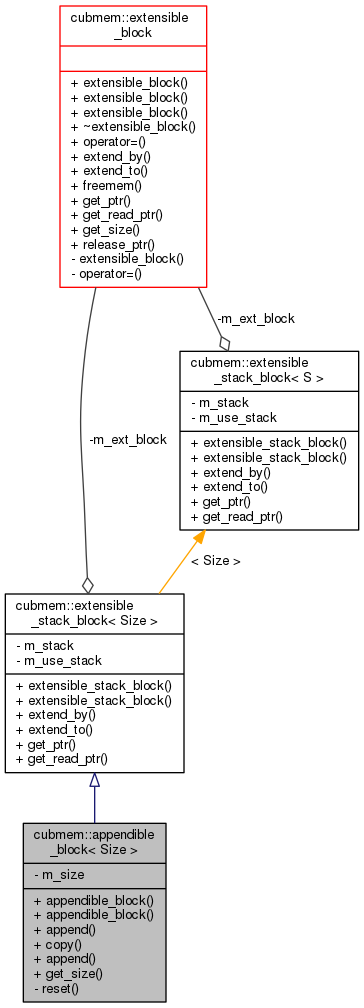 cubmem::extensible
_block
+ extensible_block()
+ extensible_block()
+ extensible_block()
+ ~extensible_block()
+ operator=()
+ extend_by()
+ extend_to()
+ freemem()
+ get_ptr()
+ get_read_ptr()
+ get_size()
+ release_ptr()
- extensible_block()
- operator=()
-m_ext_block
cubmem::extensible
_stack_block< S >
- m_stack
- m_use_stack
+ extensible_stack_block()
+ extensible_stack_block()
+ extend_by()
+ extend_to()
+ get_ptr()
+ get_read_ptr()
-m_ext_block
< Size >
cubmem::extensible
_stack_block< Size >
- m_stack
- m_use_stack
+ extensible_stack_block()
+ extensible_stack_block()
+ extend_by()
+ extend_to()
+ get_ptr()
+ get_read_ptr()
cubmem::appendible
_block< Size >
- m_size
+ appendible_block()
+ appendible_block()
+ append()
+ copy()
+ append()
+ get_size()
- reset()